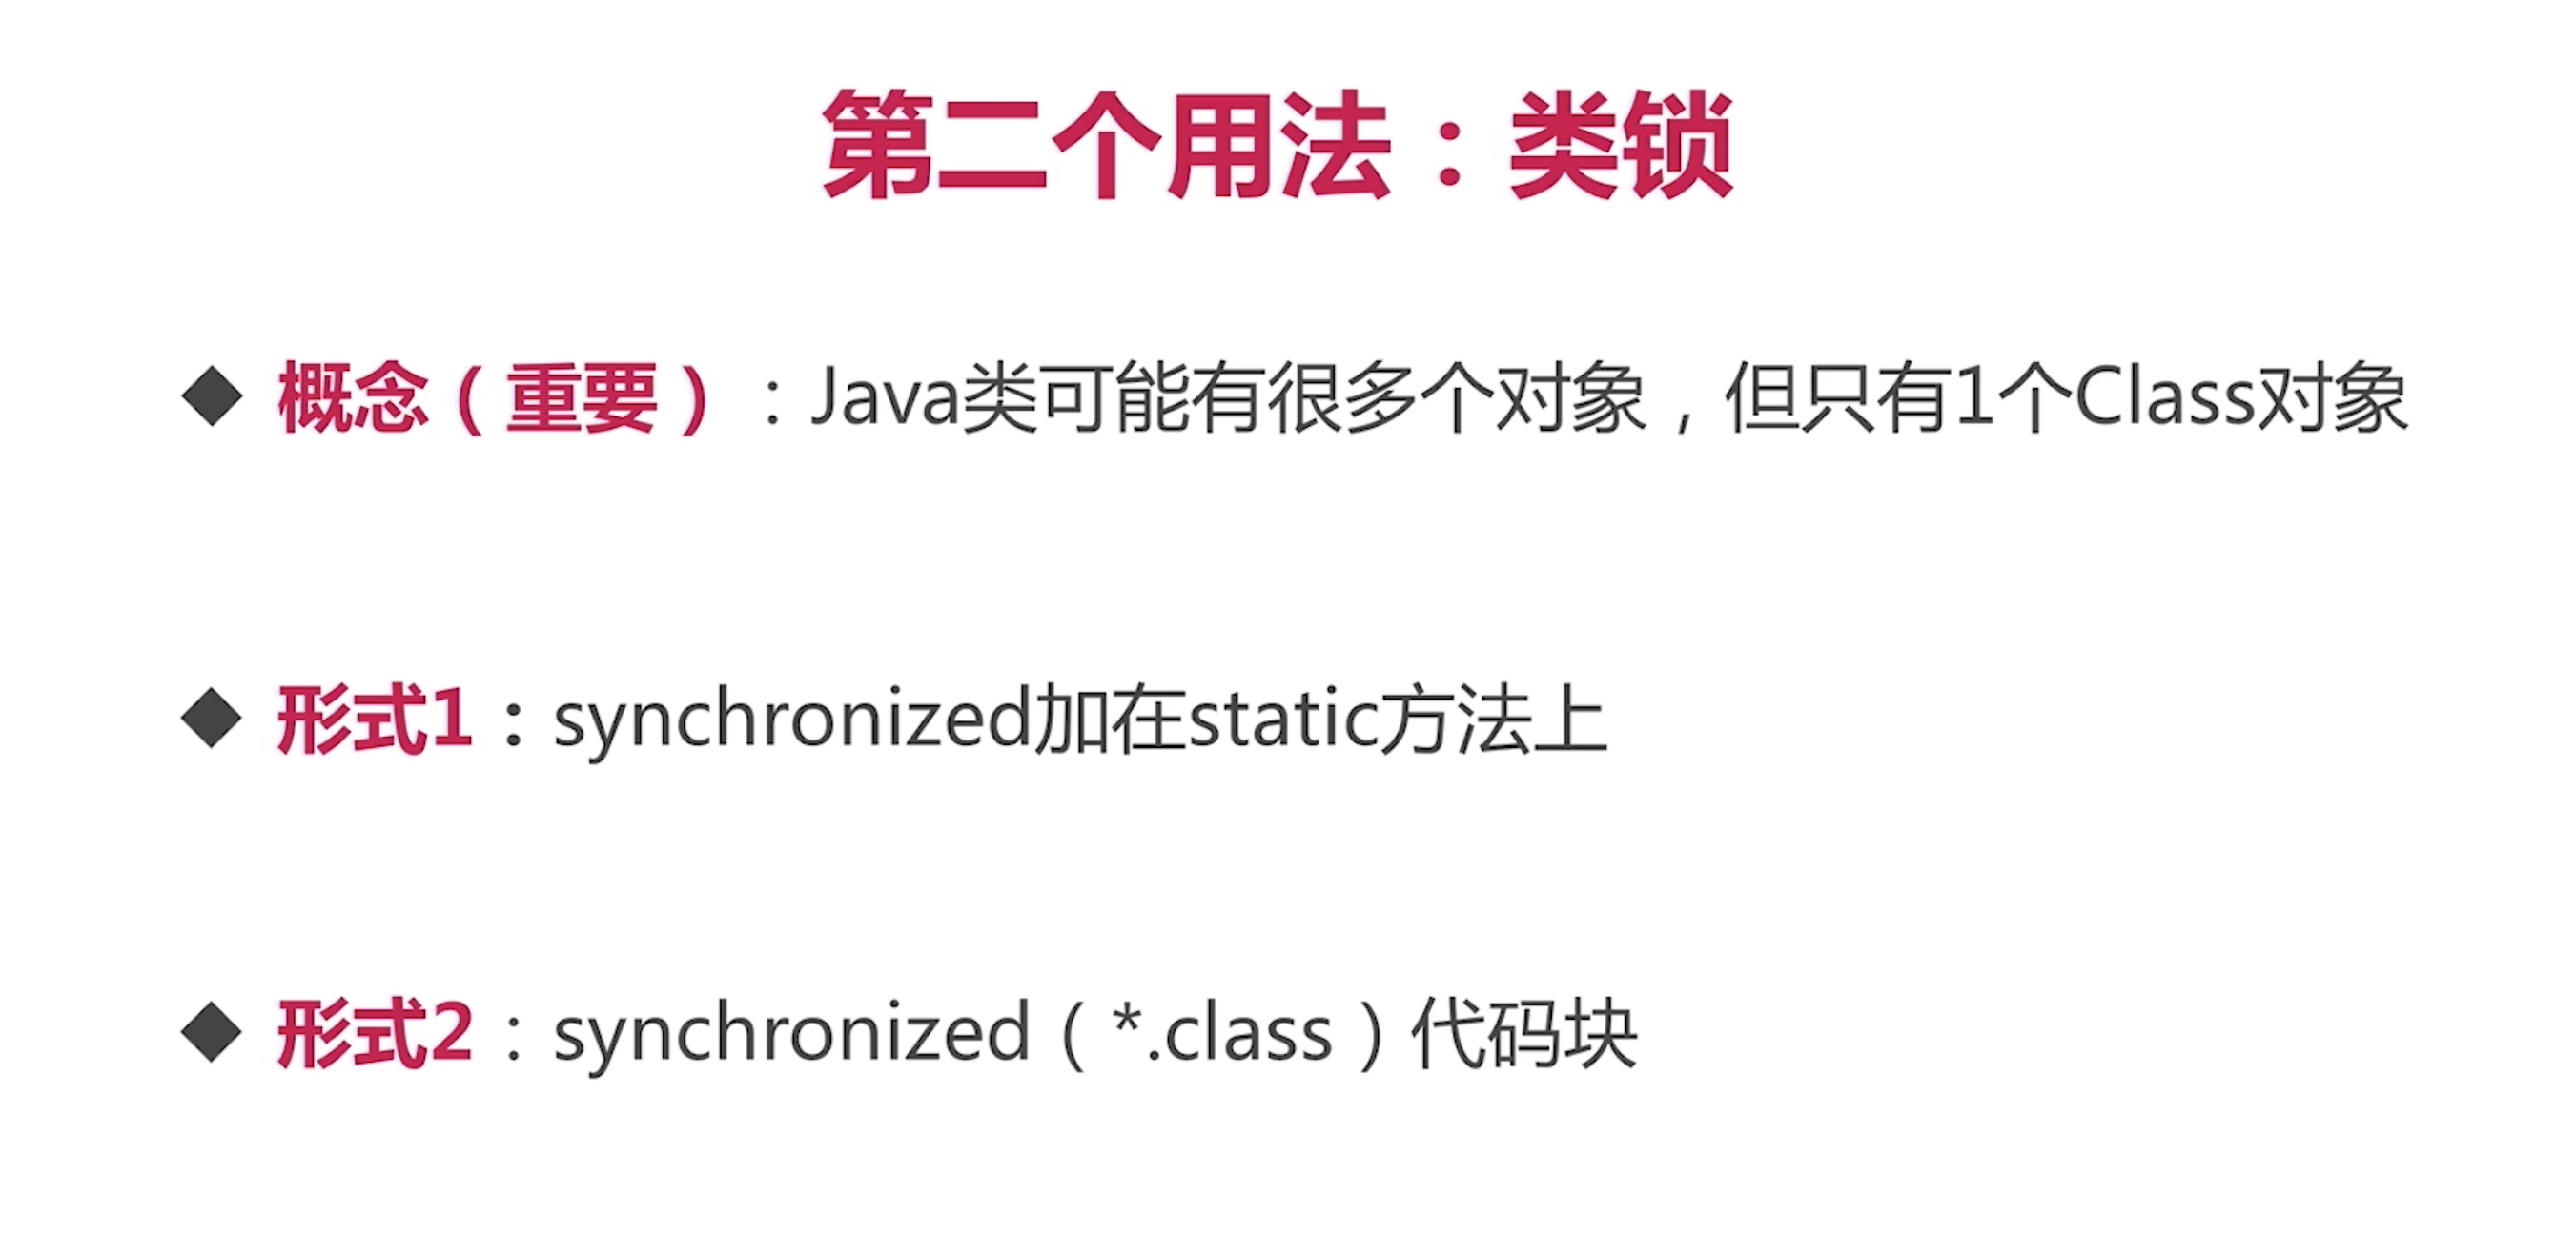 第二个用法：类锁
◆ 概念（重要）：Java类可能有很多个对象，但只有1个Class对象
◆ 形式1：synchronized加在static方法上
◆ 形式2：synchronized（*.class）代码块